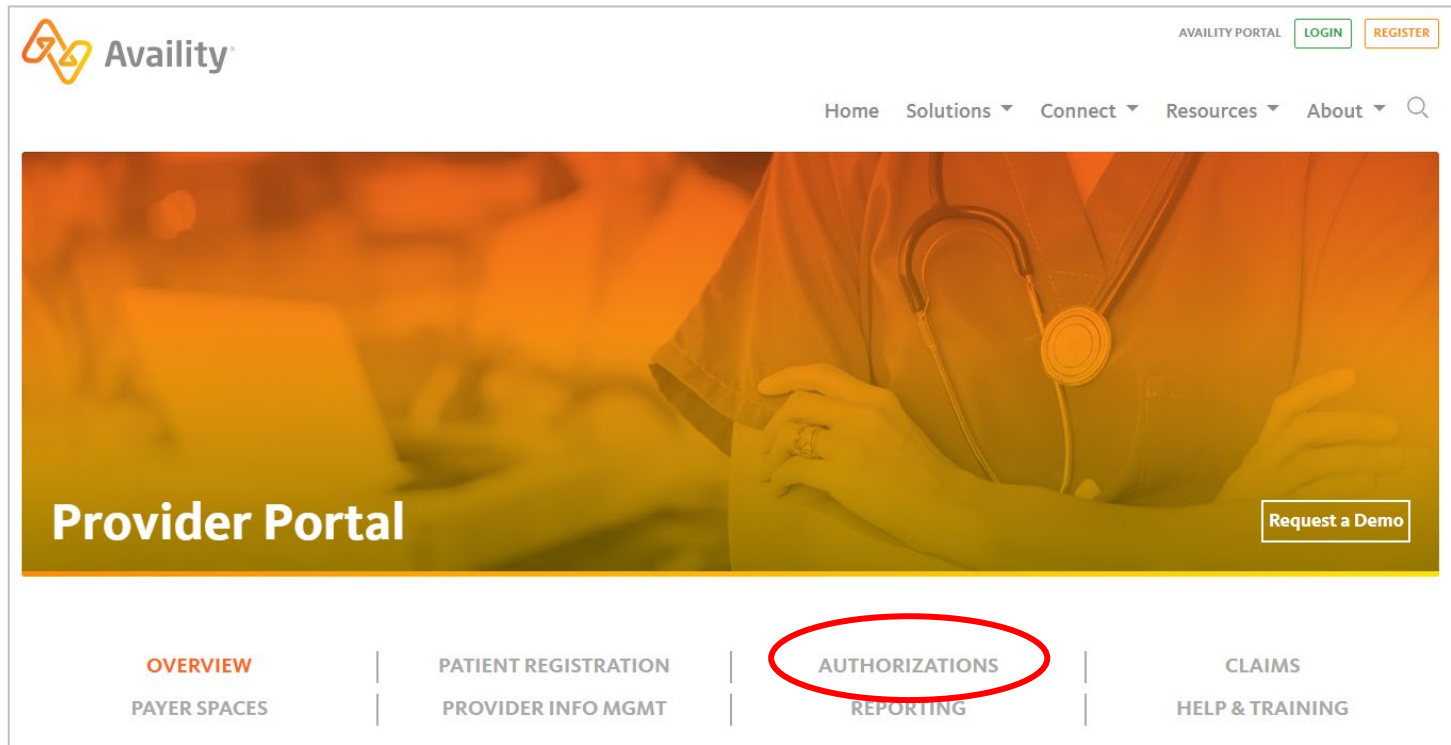 Availity
AVAILITY PORTAL LOGIN REGISTER
Home Solutions Connect Resources About
Provider Portal
Request a Demo
OVERVIEW PATIENT REGISTRATION AUTHORIZATIONS CLAIMS
PAYER SPACES PROVIDER INFO MGMT REPORTING HELP & TRAINING